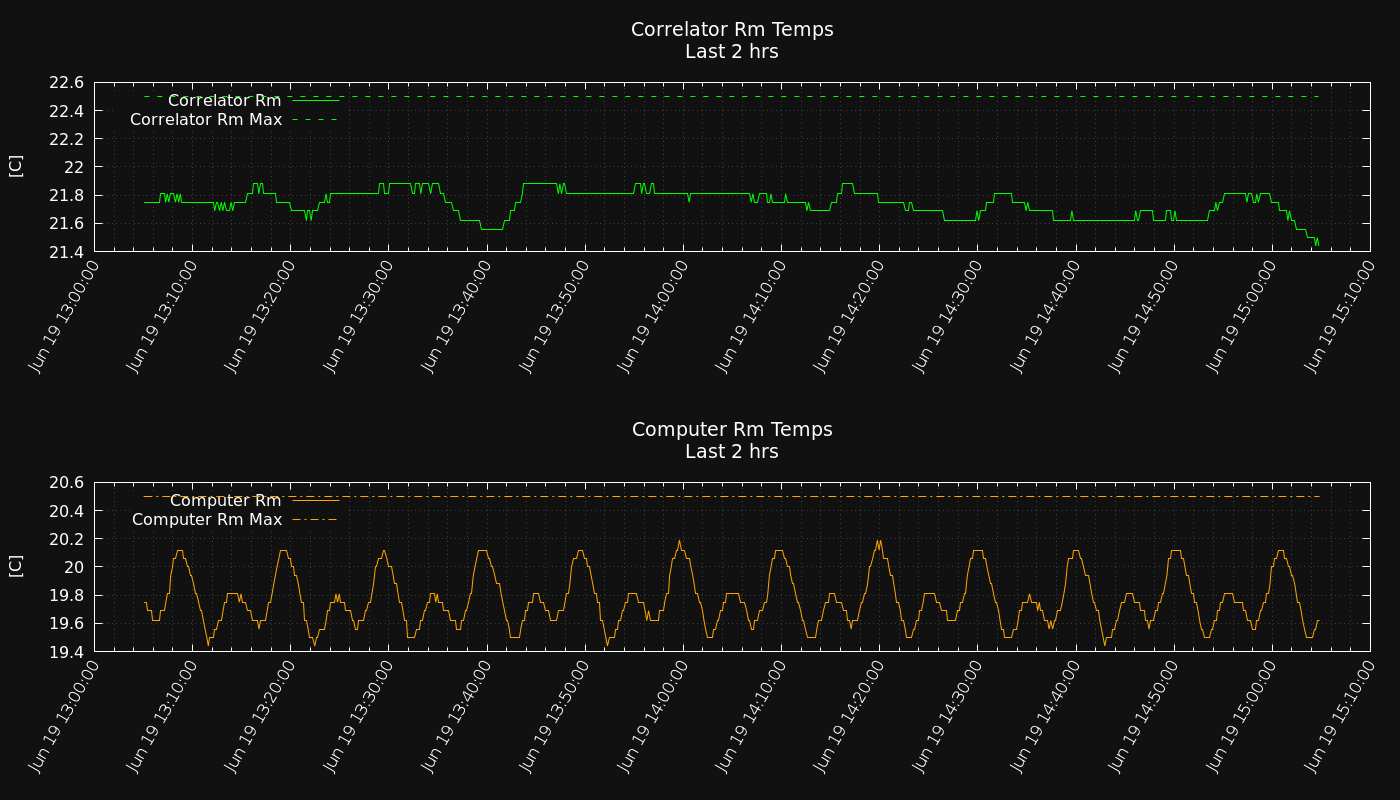 Correlator Rm Temps
Last 2 hrs
22.6
22.4
22.2
22
21.8
21.6
21.4
[C]
Correlator Rm
Correlator Rm Max
Jun 19 13:00:00
Jun 19 13:10:00
Jun 19 13:20:00
Jun 19 13:30:00
Jun 19 13:40:00
Jun 19 13:50:00
Jun 19 14:00:00
Jun 19 14:10:00
Jun 19 14:20:00
Jun 19 14:30:00
Jun 19 14:40:00
Jun 19 14:50:00
Jun 19 15:00:00
Jun 19 15:10:00
Computer Rm Temps
Last 2 hrs
20.6
20.4
20.2
20
19.8
19.6
19.4
[C]
Computer Rm
Computer Rm Max
Jun 19 13:00:00
Jun 19 13:10:00
Jun 19 13:20:00
Jun 19 13:30:00
Jun 19 13:40:00
Jun 19 13:50:00
Jun 19 14:00:00
Jun 19 14:10:00
Jun 19 14:20:00
Jun 19 14:30:00
Jun 19 14:40:00
Jun 19 14:50:00
Jun 19 15:00:00
Jun 19 15:10:00